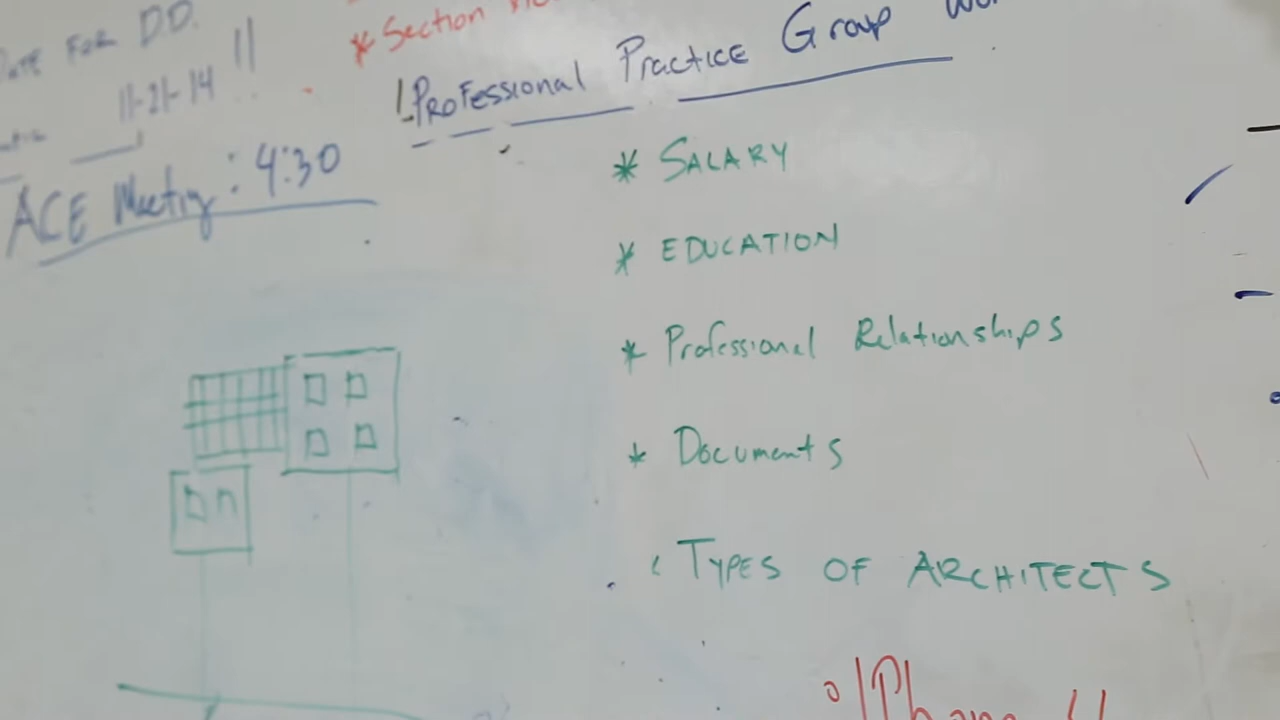 Date For D.D.
11-21-14 !!
ACE Meeting: 4:30
* Section
! Professional Practice Group
* SALARY
* EDUCATION
* Professional Relationships
* Documents
TYPES OF ARCHITECTS